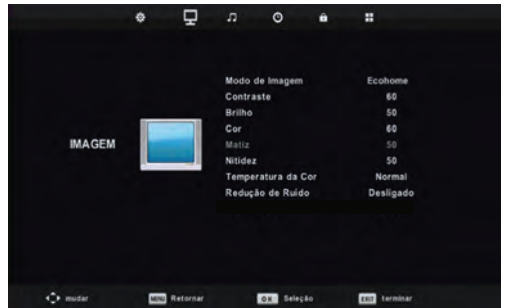 Modo de Imagem Ecohome
Contraste 60
Brilho 50
Cor 60
IMAGEM
Matiz 50
Nitidez 50
Temperatura da Cor Normal
Redução de Ruído Desligado
mudar MENU Retornar OK Seleção EXIT terminar